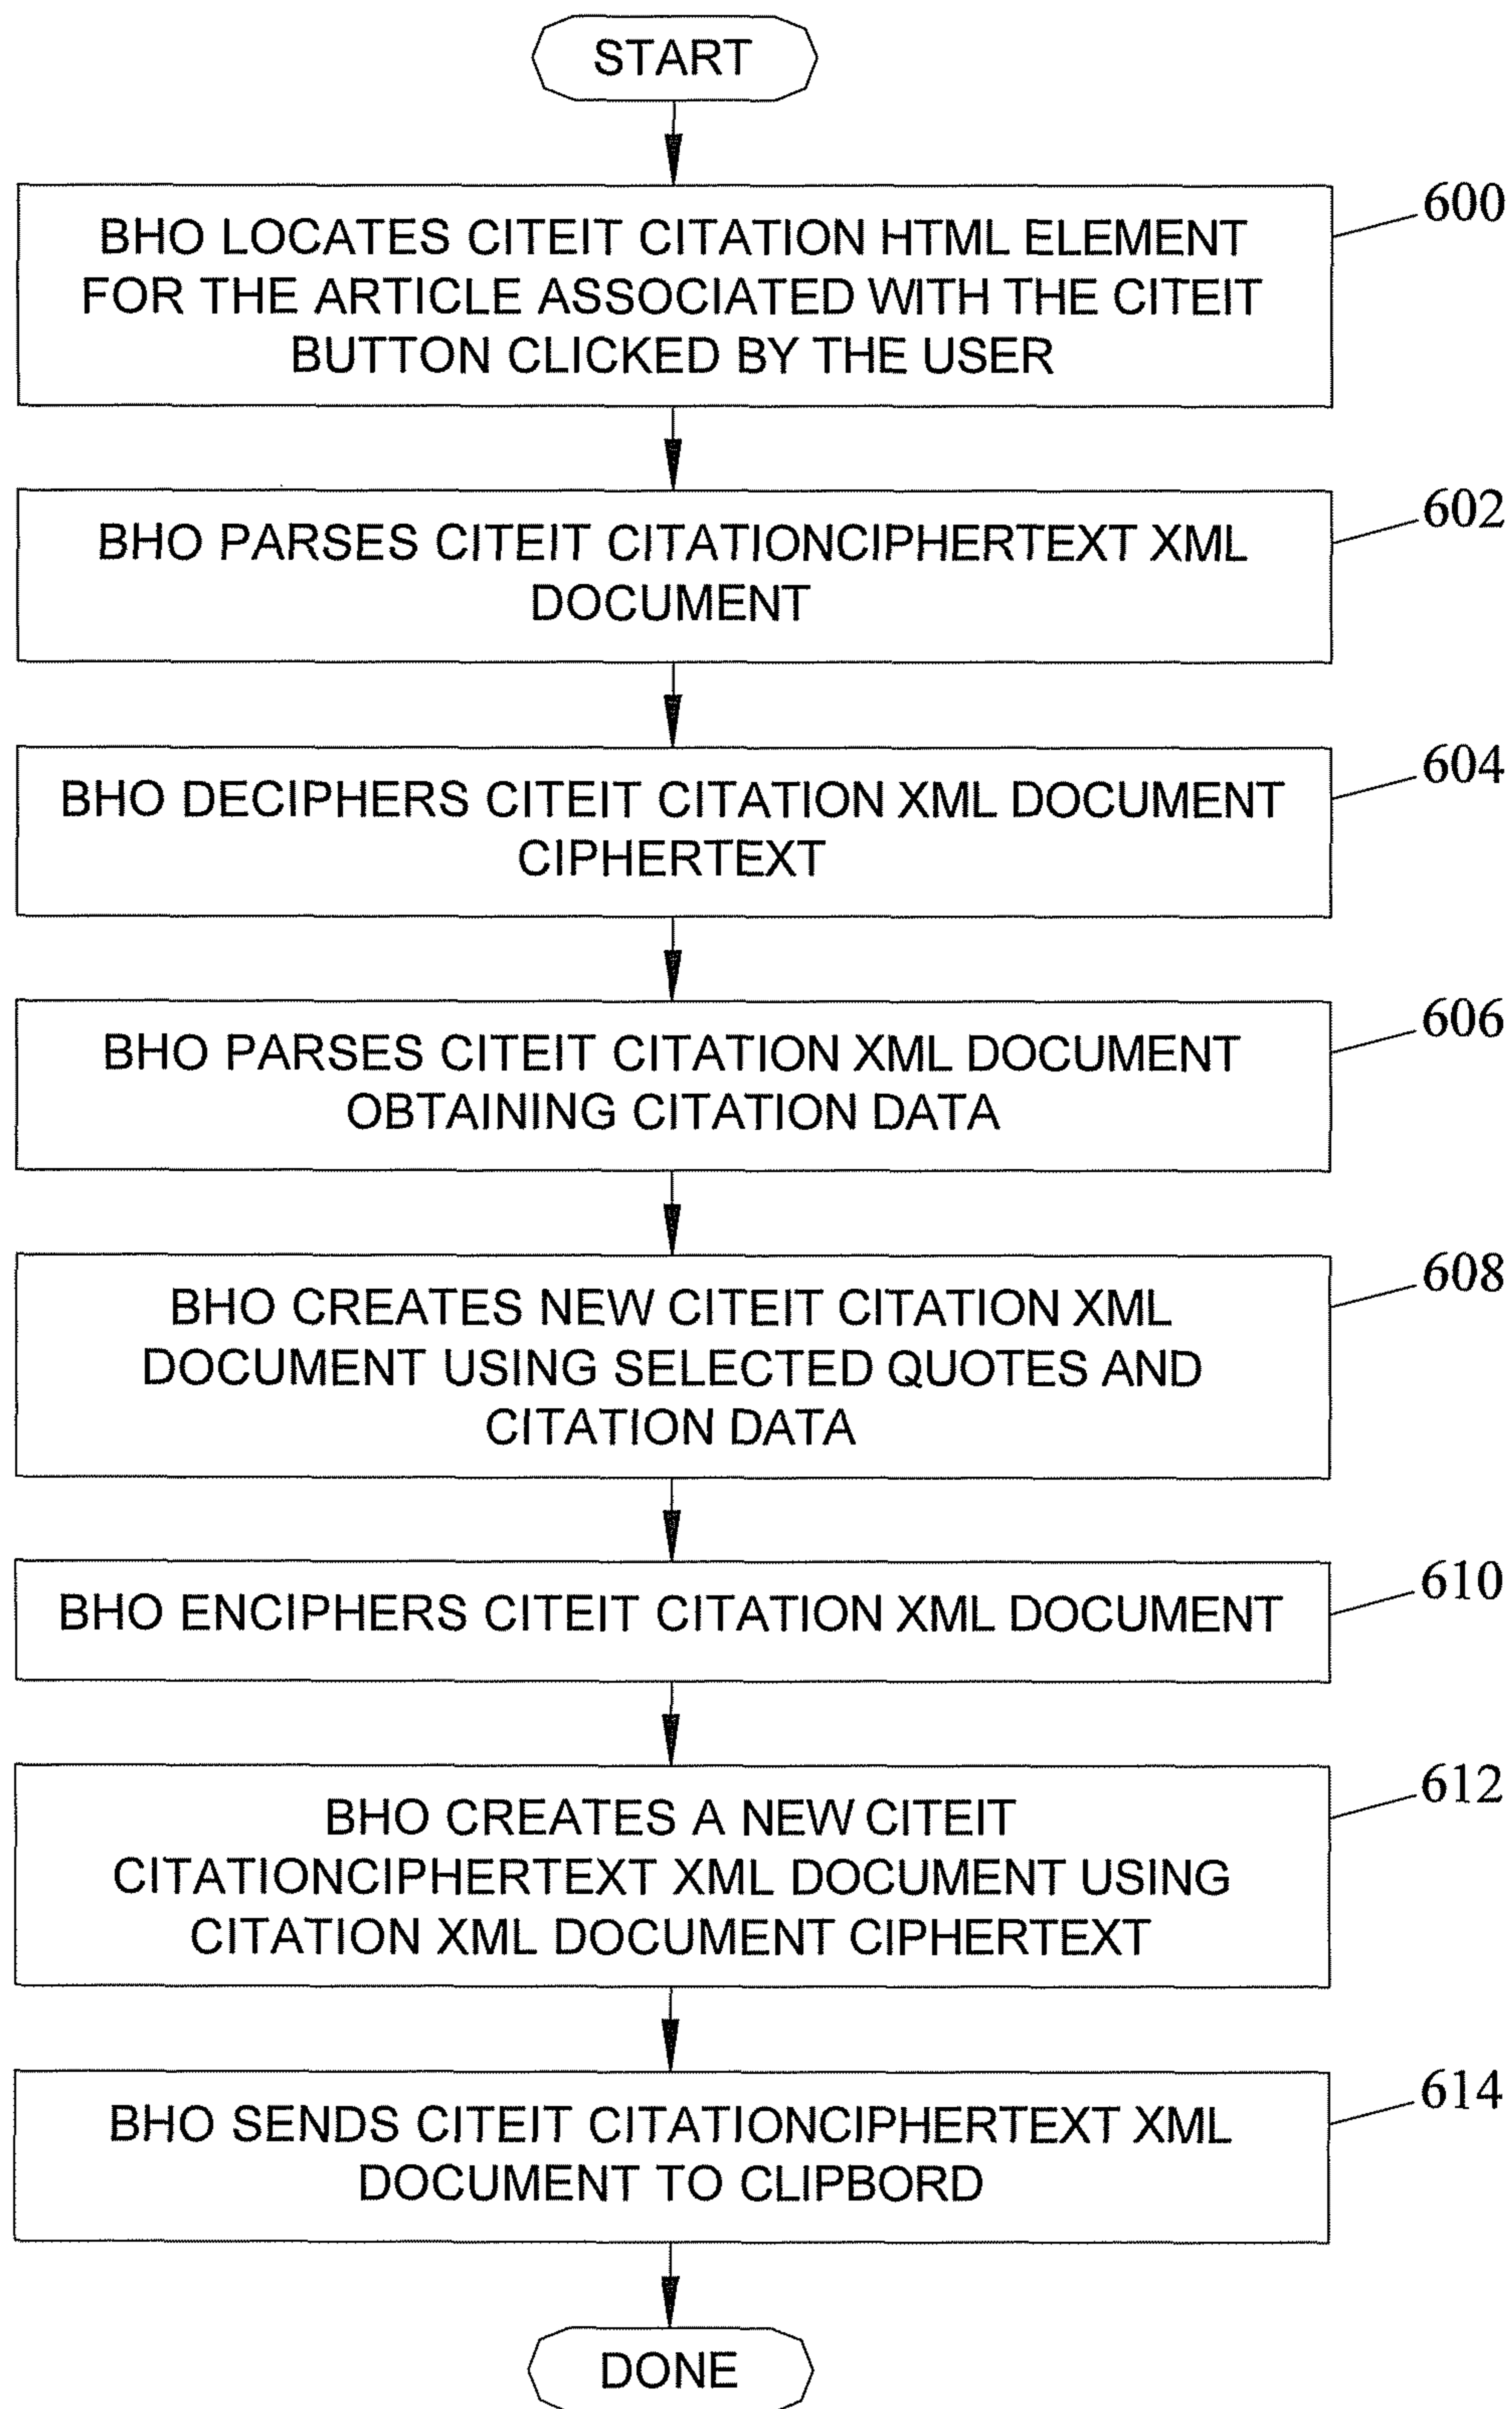 START
600
BHO LOCATES CITEIT CITATION HTML ELEMENT
FOR THE ARTICLE ASSOCIATED WITH THE CITEIT
BUTTON CLICKED BY THE USER
602
BHO PARSES CITEIT CITATIONCIPHERTEXT XML
DOCUMENT
604
BHO DECIPHERS CITEIT CITATION XML DOCUMENT
CIPHERTEXT
606
BHO PARSES CITEIT CITATION XML DOCUMENT
OBTAINING CITATION DATA
608
BHO CREATES NEW CITEIT CITATION XML
DOCUMENT USING SELECTED QUOTES AND
CITATION DATA
610
BHO ENCIPHERS CITEIT CITATION XML DOCUMENT
612
BHO CREATES A NEW CITEIT
CITATIONCIPHERTEXT XML DOCUMENT USING
CITATION XML DOCUMENT CIPHERTEXT
614
BHO SENDS CITEIT CITATIONCIPHERTEXT XML
DOCUMENT TO CLIPBORD
DONE